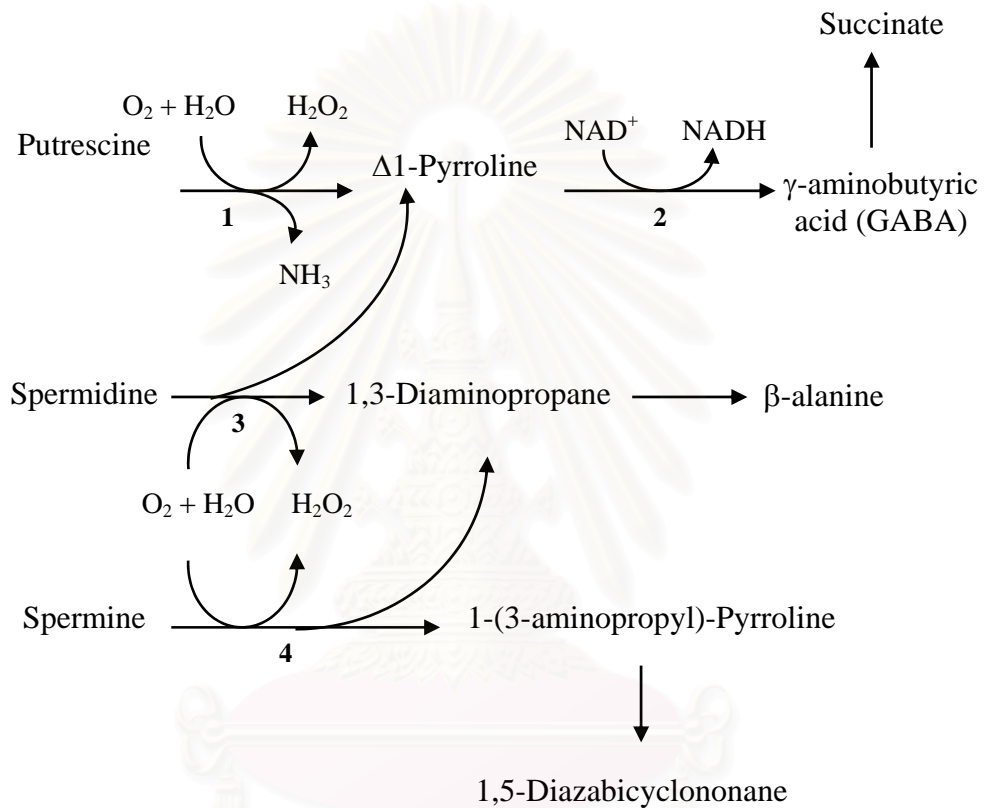 Succinate
O₂ + H₂O
H₂O₂
NAD⁺
NADH
Putrescine
Δ1-Pyrroline
γ-aminobutyric
acid (GABA)
1
2
NH₃
Spermidine
1,3-Diaminopropane
β-alanine
3
O₂ + H₂O
H₂O₂
Spermine
1-(3-aminopropyl)-Pyrroline
4
1,5-Diazabicyclononane